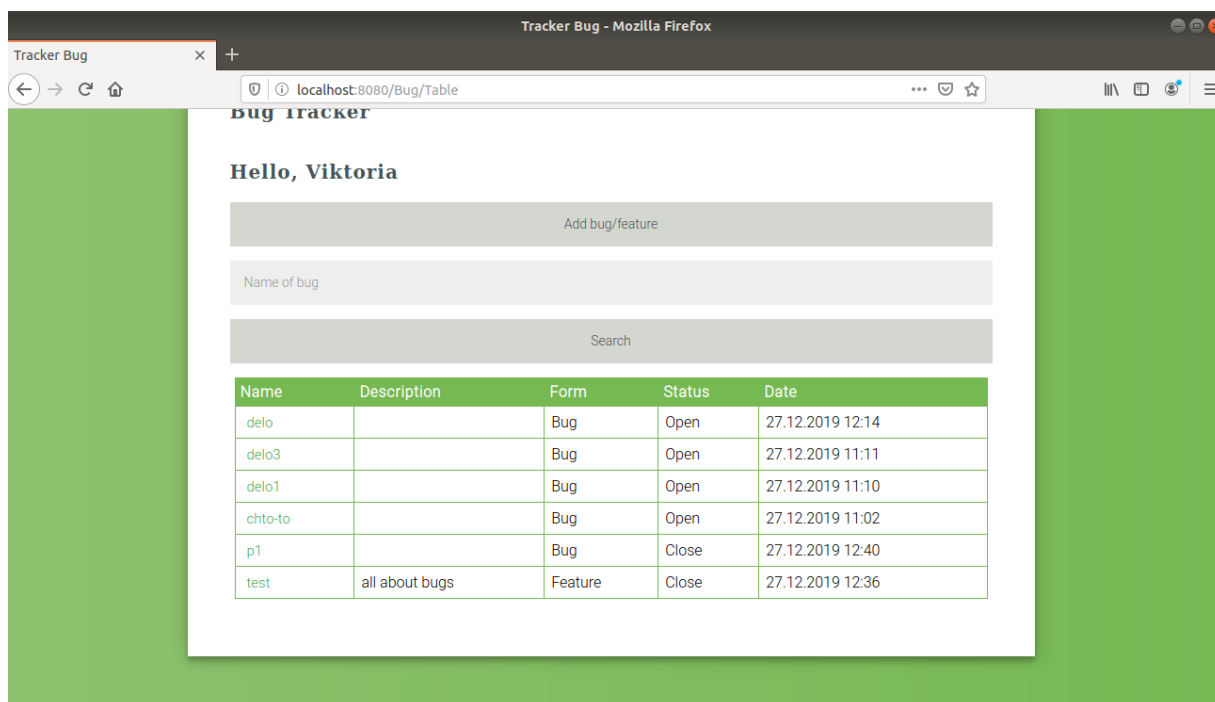 Tracker Bug - Mozilla Firefox
Tracker Bug
localhost:8080/Bug/Table
Bug Tracker
Hello, Viktoria
Add bug/feature
Name of bug
Search
Name Description Form Status Date
delo Bug Open 27.12.2019 12:14
delo3 Bug Open 27.12.2019 11:11
delo1 Bug Open 27.12.2019 11:10
chto-to Bug Open 27.12.2019 11:02
p1 Bug Close 27.12.2019 12:40
test all about bugs Feature Close 27.12.2019 12:36